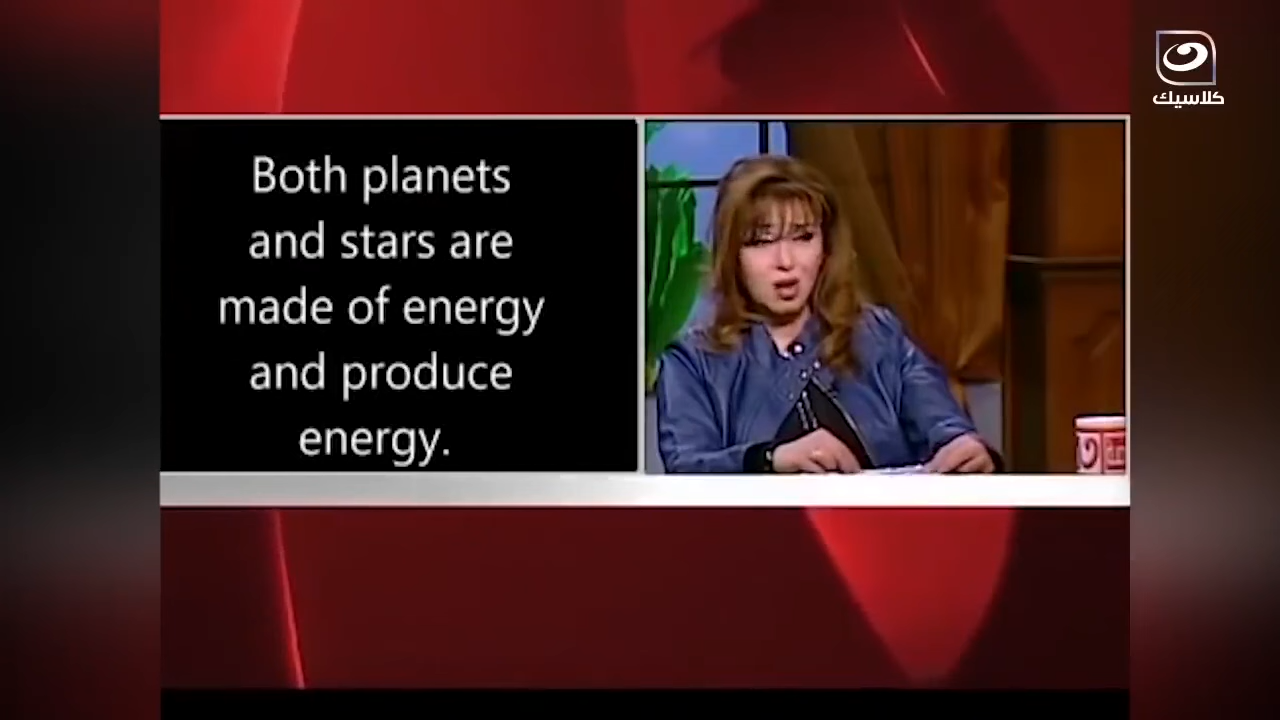 كلاسيك
Both planets
and stars are
made of energy
and produce
energy.